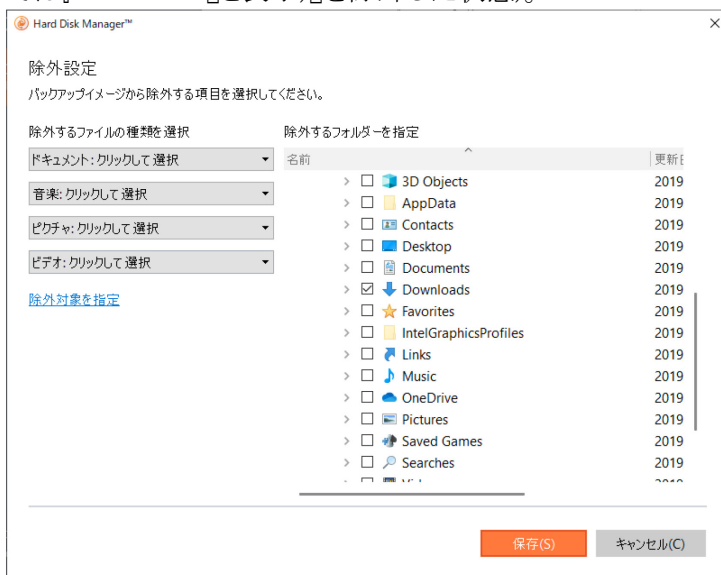 Hard Disk Manager™
除外設定
バックアップイメージから除外する項目を選択してください。
除外するファイルの種類を選択
除外するフォルダーを指定
ドキュメント: クリックして選択
音楽: クリックして選択
ピクチャ: クリックして選択
ビデオ: クリックして選択
除外対象を指定
名前
更新
3D Objects 2019
AppData 2019
Contacts 2019
Desktop 2019
Documents 2019
Downloads 2019
Favorites 2019
IntelGraphicsProfiles 2019
Links 2019
Music 2019
OneDrive 2019
Pictures 2019
Saved Games 2019
Searches 2019
保存(S)
キャンセル(C)